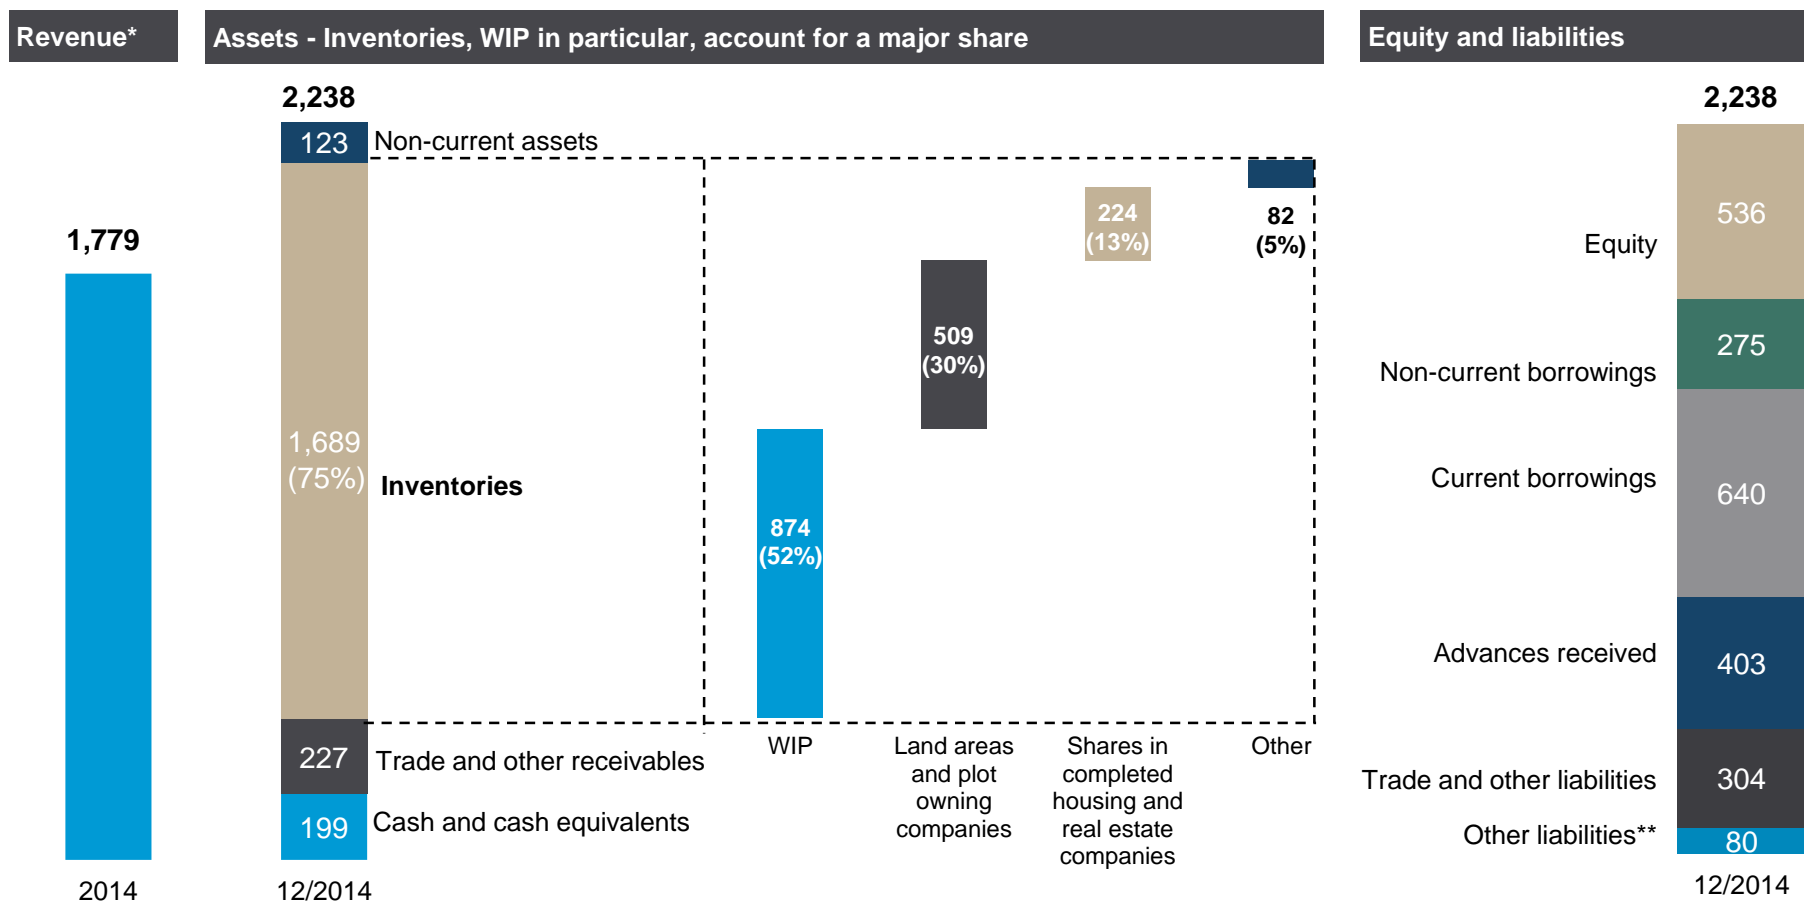 Revenue*
1,779
2014
Assets - Inventories, WIP in particular, account for a major share
2,238
123
Non-current assets
1,689
(75%)
Inventories
227
Trade and other receivables
199
Cash and cash equivalents
12/2014
874
(52%)
WIP
509
(30%)
Land areas
and plot
owning
companies
224
(13%)
Shares in
completed
housing and
real estate
companies
82
(5%)
Other
Equity and liabilities
2,238
Equity
536
Non-current borrowings
275
Current borrowings
640
Advances received
403
Trade and other liabilities
304
Other liabilities**
80
12/2014